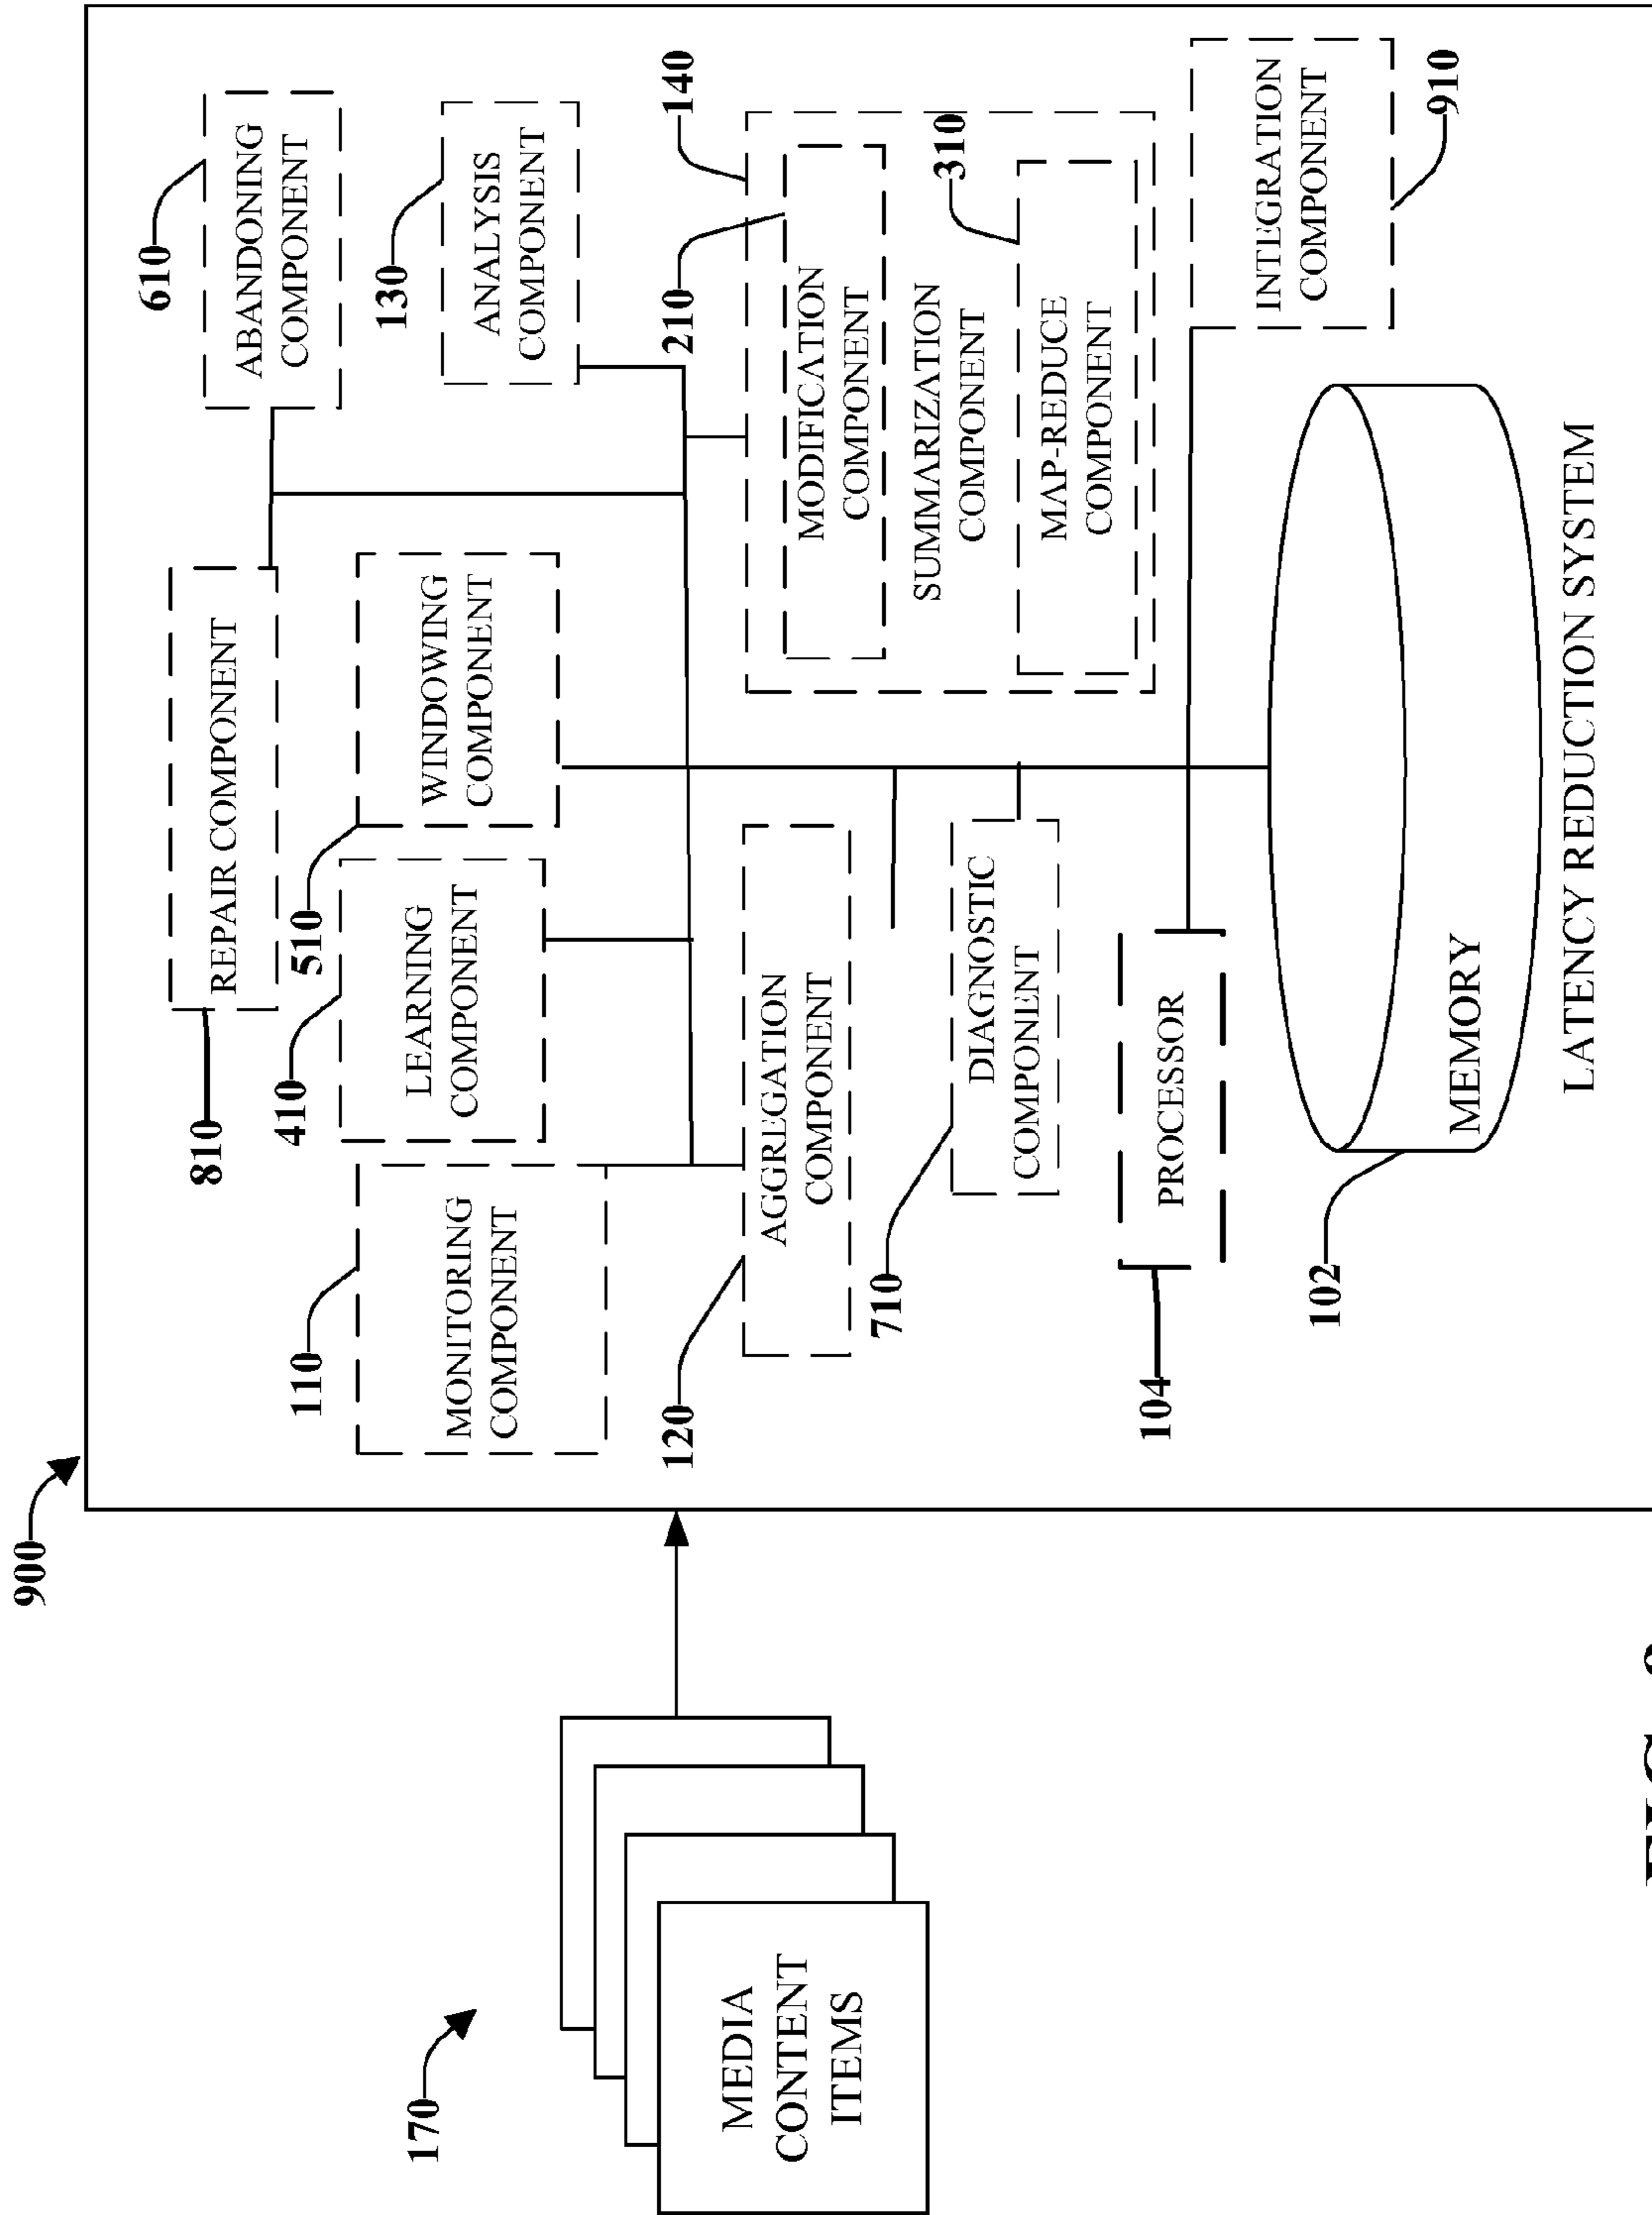 900
170
MEDIA
CONTENT
ITEMS
810
REPAIR COMPONENT
610
ABANDONING
COMPONENT
110
MONITORING
COMPONENT
410
LEARNING
COMPONENT
510
WINDOWING
COMPONENT
130
ANALYSIS
COMPONENT
120
AGGREGATION
COMPONENT
210
140
MODIFICATION
COMPONENT
SUMMARIZATION
COMPONENT
310
MAP-REDUCE
COMPONENT
710
DIAGNOSTIC
COMPONENT
104
PROCESSOR
INTEGRATION
COMPONENT
910
102
MEMORY
LATENCY REDUCTION SYSTEM